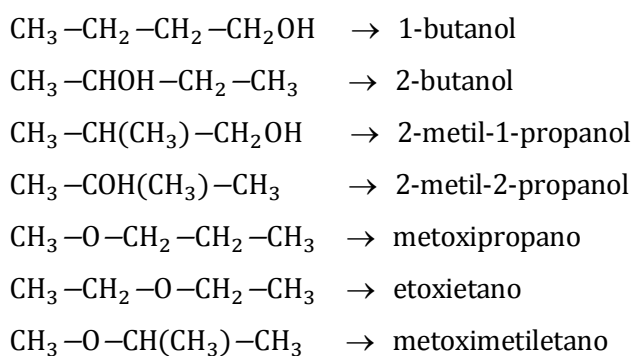 CH₃−CH₂−CH₂−CH₂OH → 1-butanol
CH₃−CHOH−CH₂−CH₃ → 2-butanol
CH₃−CH(CH₃)−CH₂OH → 2-metil-1-propanol
CH₃−COH(CH₃)−CH₃ → 2-metil-2-propanol
CH₃−O−CH₂−CH₂−CH₃ → metoxipropano
CH₃−CH₂−O−CH₂−CH₃ → etoxietano
CH₃−O−CH(CH₃)−CH₃ → metoximetiletano